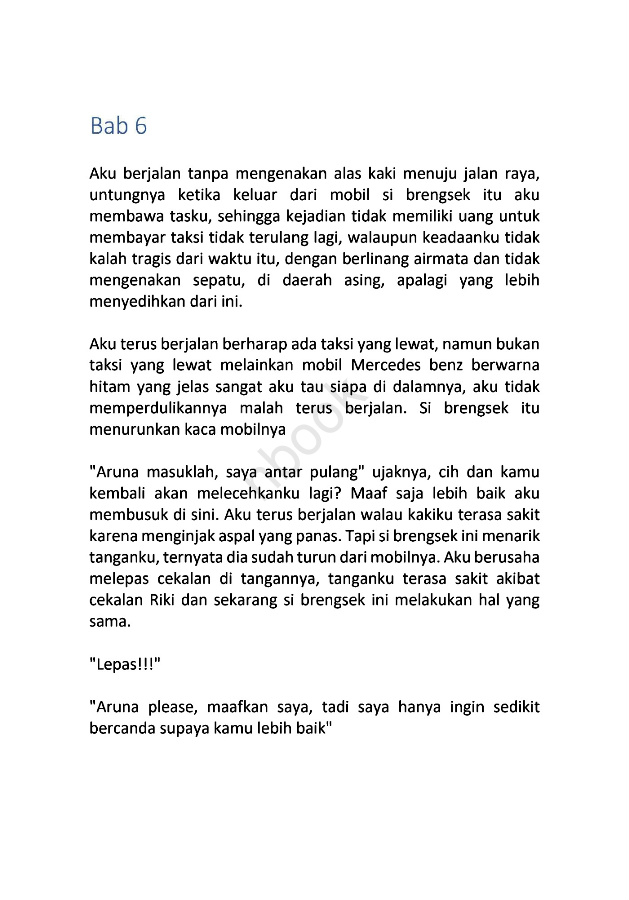 Bab 6
Aku berjalan tanpa mengenakan alas kaki menuju jalan raya,
untungnya ketika keluar dari mobil si brengsek itu aku
membawa tasku, sehingga kejadian tidak memiliki uang untuk
membayar taksi tidak terulang lagi, walaupun keadaanku tidak
kalah tragis dari waktu itu, dengan berlinang airmata dan tidak
mengenakan sepatu, di daerah asing, apalagi yang lebih
menyedihkan dari ini.
Aku terus berjalan berharap ada taksi yang lewat, namun bukan
taksi yang lewat melainkan mobil Mercedes benz berwarna
hitam yang jelas sangat aku tau siapa di dalamnya, aku tidak
memperdulikannya malah terus berjalan. Si brengsek itu
menurunkan kaca mobilnya
"Aruna masuklah, saya antar pulang" ujaknya, cih dan kamu
kembali akan melecehkanku lagi? Maaf saja lebih baik aku
membusuk di sini. Aku terus berjalan walau kakiku terasa sakit
karena menginjak aspal yang panas. Tapi si brengsek ini menarik
tanganku, ternyata dia sudah turun dari mobilnya. Aku berusaha
melepas cekalan di tangannya, tanganku terasa sakit akibat
cekalan Riki dan sekarang si brengsek ini melakukan hal yang
sama.
"Lepas!!!"
"Aruna please, maafkan saya, tadi saya hanya ingin sedikit
bercanda supaya kamu lebih baik"
nbook